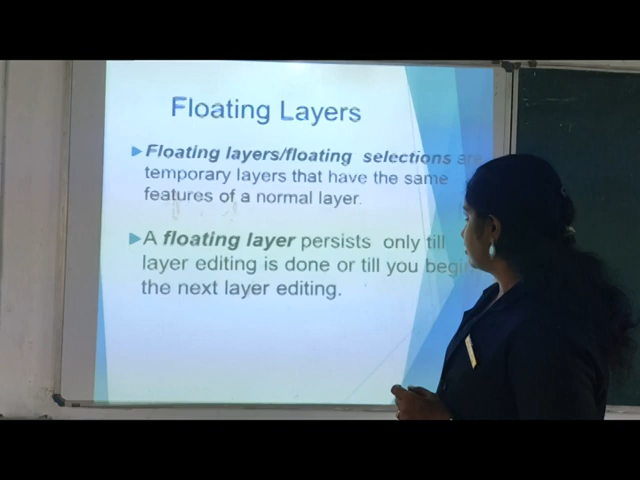 Floating Layers
Floating layers/floating selections are
temporary layers that have the same
features of a normal layer.
A floating layer persists only till
layer editing is done or till you begin
the next layer editing.